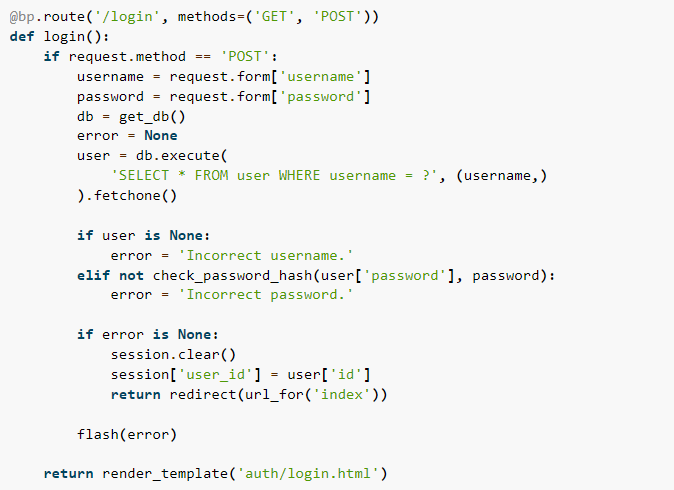 @bp.route('/login', methods=('GET', 'POST'))
def login():
    if request.method == 'POST':
        username = request.form['username']
        password = request.form['password']
        db = get_db()
        error = None
        user = db.execute(
            'SELECT * FROM user WHERE username = ?', (username,)
        ).fetchone()

        if user is None:
            error = 'Incorrect username.'
        elif not check_password_hash(user['password'], password):
            error = 'Incorrect password.'

        if error is None:
            session.clear()
            session['user_id'] = user['id']
            return redirect(url_for('index'))

        flash(error)

    return render_template('auth/login.html')